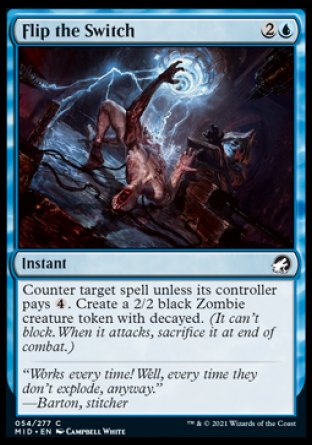 Flip the Switch 2
Instant
Counter target spell unless its controller
pays 4. Create a 2/2 black Zombie
creature token with decayed. (It can't
block. When it attacks, sacrifice it at end of
combat.)
"Works every time! Well, every time they
don't explode, anyway."
—Barton, stitcher
054/277 C
MID • EN Campbell White ™ & © 2021 Wizards of the Coast